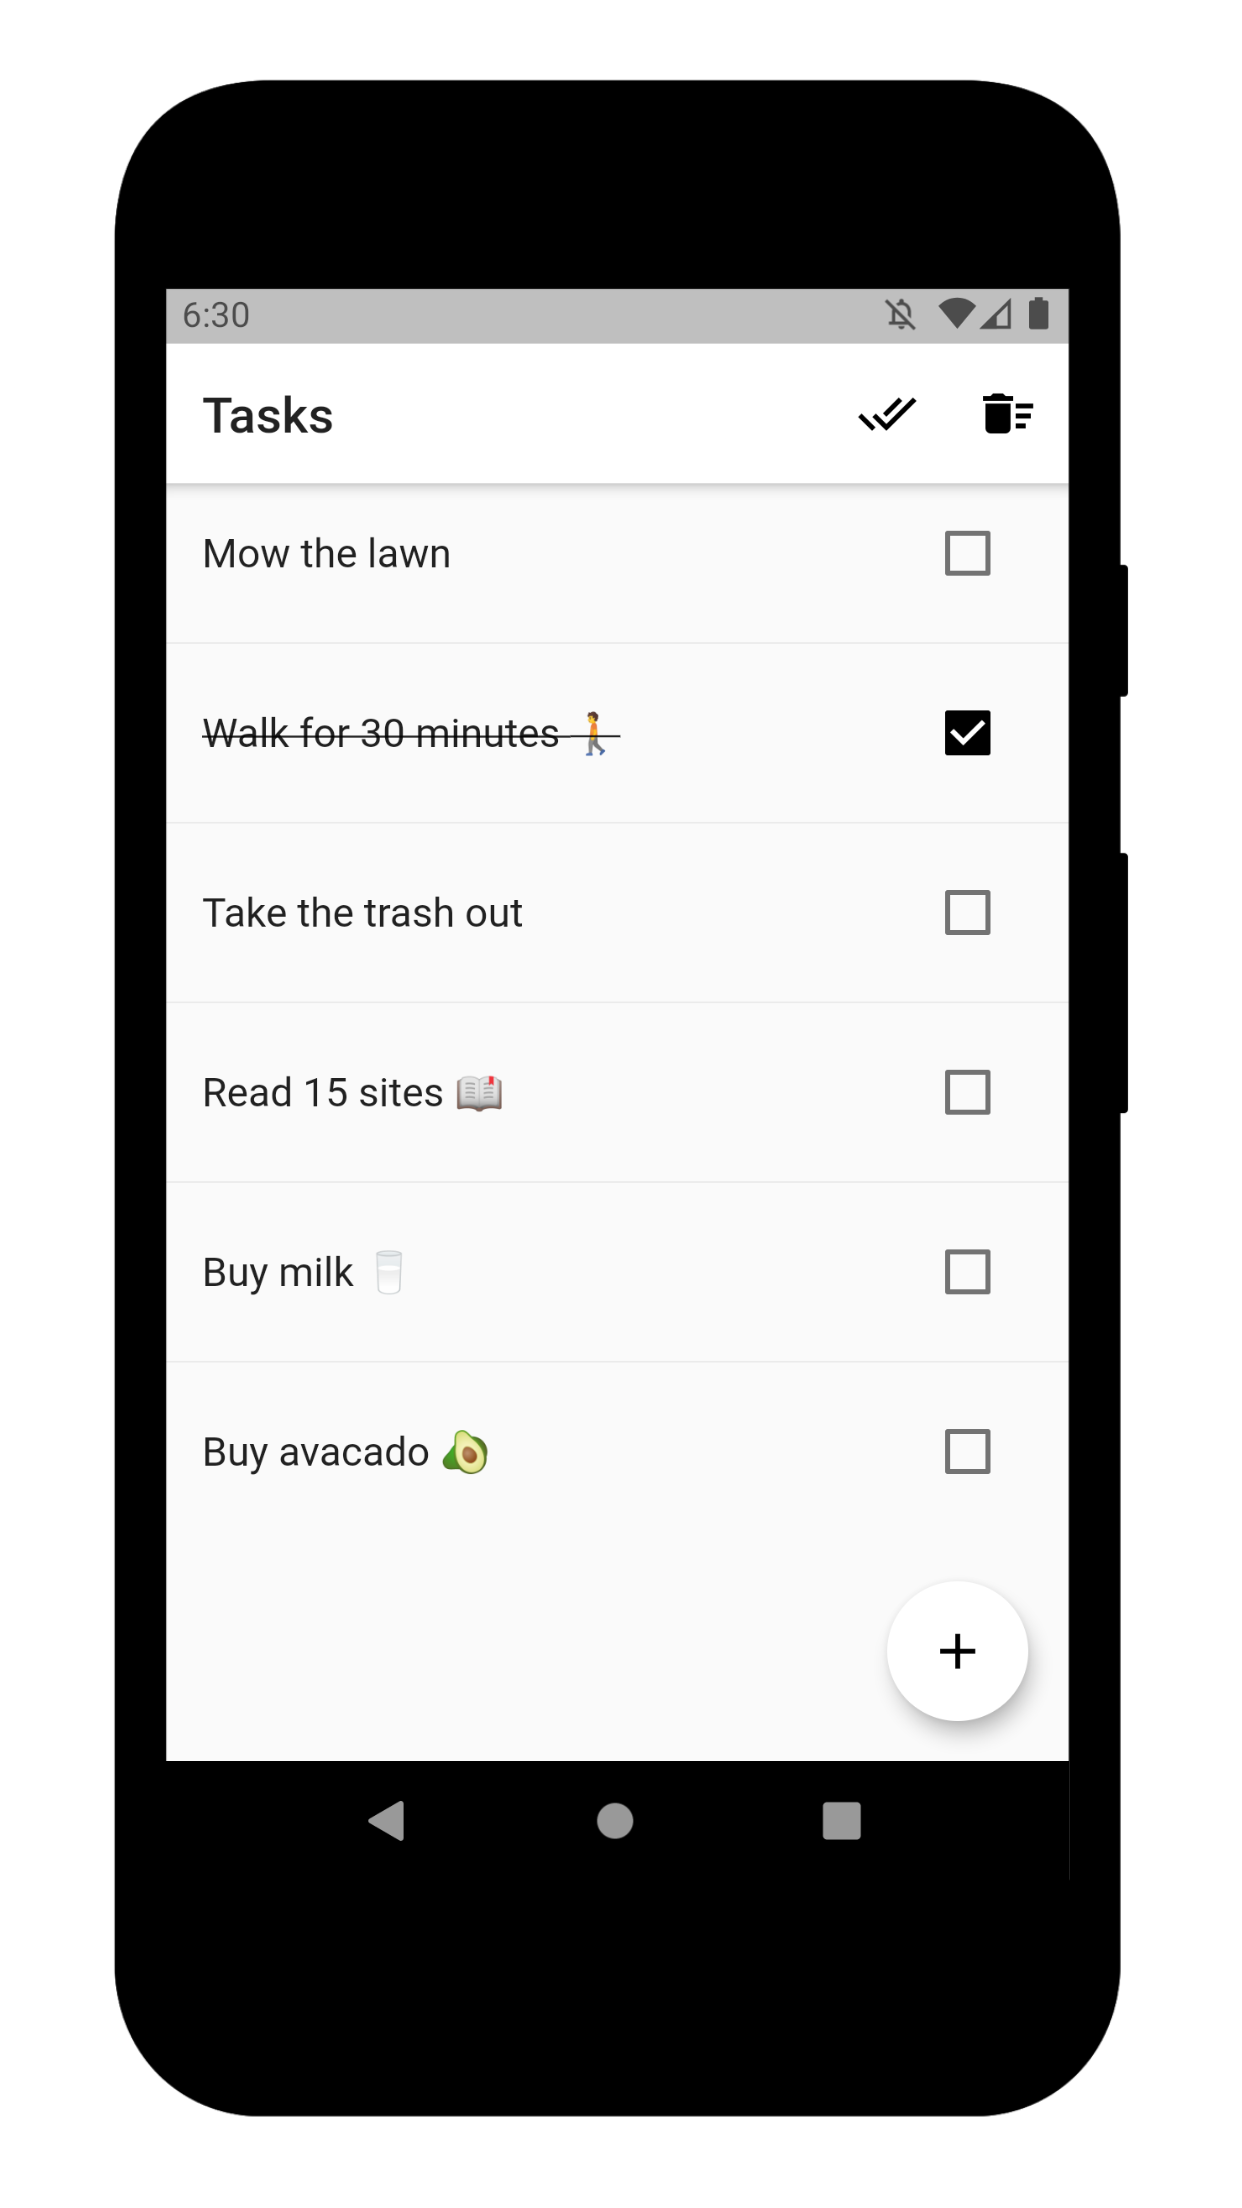 6:30
Tasks
Mow the lawn
Walk for 30 minutes 🚶
Take the trash out
Read 15 sites 📖
Buy milk 🥛
Buy avacado 🥑